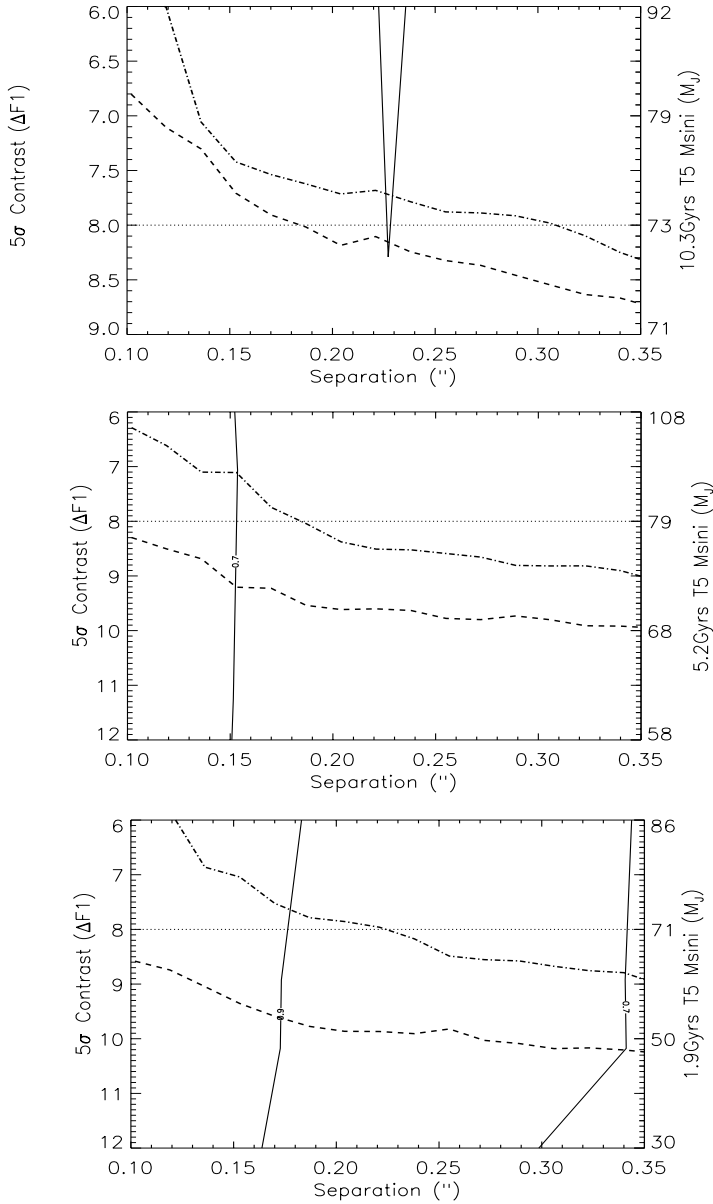 6.0
6.5
7.0
7.5
8.0
8.5
9.0
5σ Contrast (ΔF1)
92
79
73
71
10.3Gyrs T5 Msini (MJ)
0.10 0.15 0.20 0.25 0.30 0.35
Separation (")
6
7
8
9
10
11
12
5σ Contrast (ΔF1)
0.7
108
79
68
58
5.2Gyrs T5 Msini (MJ)
0.10 0.15 0.20 0.25 0.30 0.35
Separation (")
6
7
8
9
10
11
12
5σ Contrast (ΔF1)
0.7
86
71
50
30
1.9Gyrs T5 Msini (MJ)
0.10 0.15 0.20 0.25 0.30 0.35
Separation (")